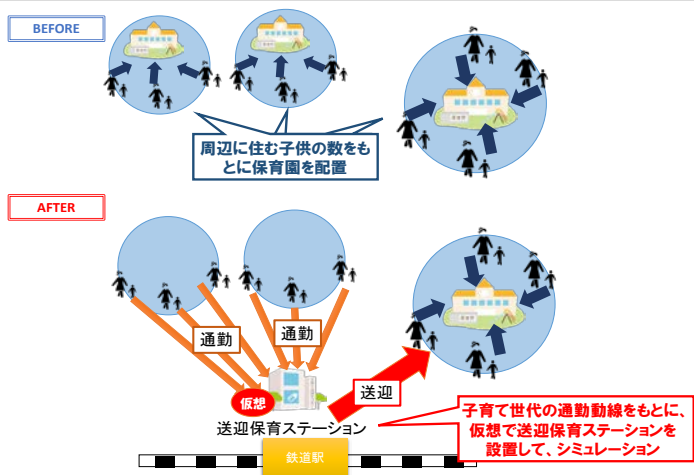 BEFORE
周辺に住む子供の数をも
とに保育園を配置
AFTER
通勤
通勤
仮想
送迎
送迎保育ステーション
鉄道駅
子育て世代の通勤動線をもとに、
仮想で送迎保育ステーションを
設置して、シミュレーション